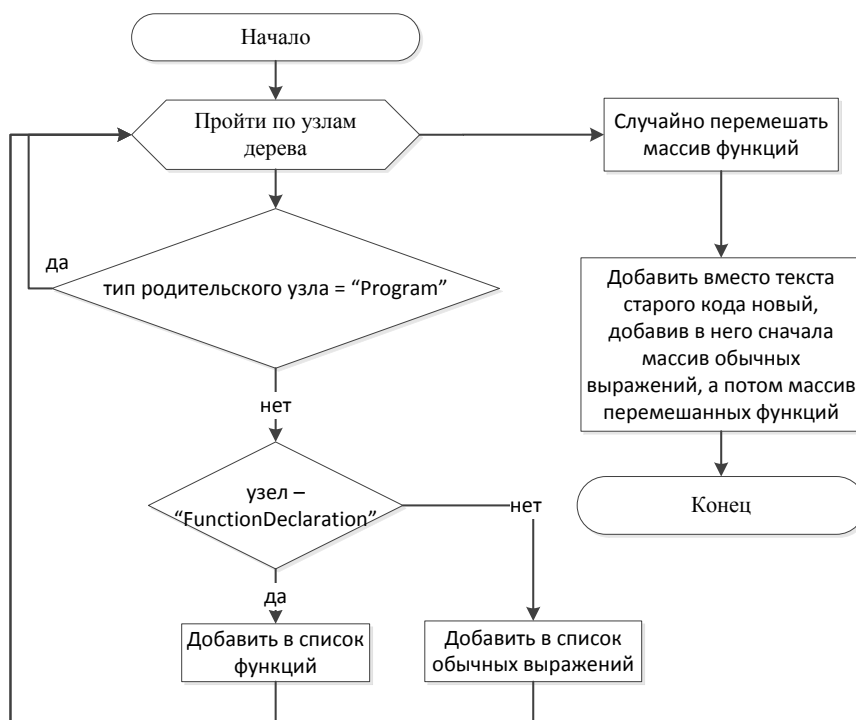 Начало
Пройти по узлам
дерева
Случайно перемешать
массив функций
да
тип родительского узла = “Program”
Добавить вместо текста
старого кода новый,
добавив в него сначала
массив обычных
выражений, а потом массив
перемешанных функций
нет
узел –
“FunctionDeclaration”
нет
Конец
да
Добавить в список
функций
Добавить в список
обычных выражений